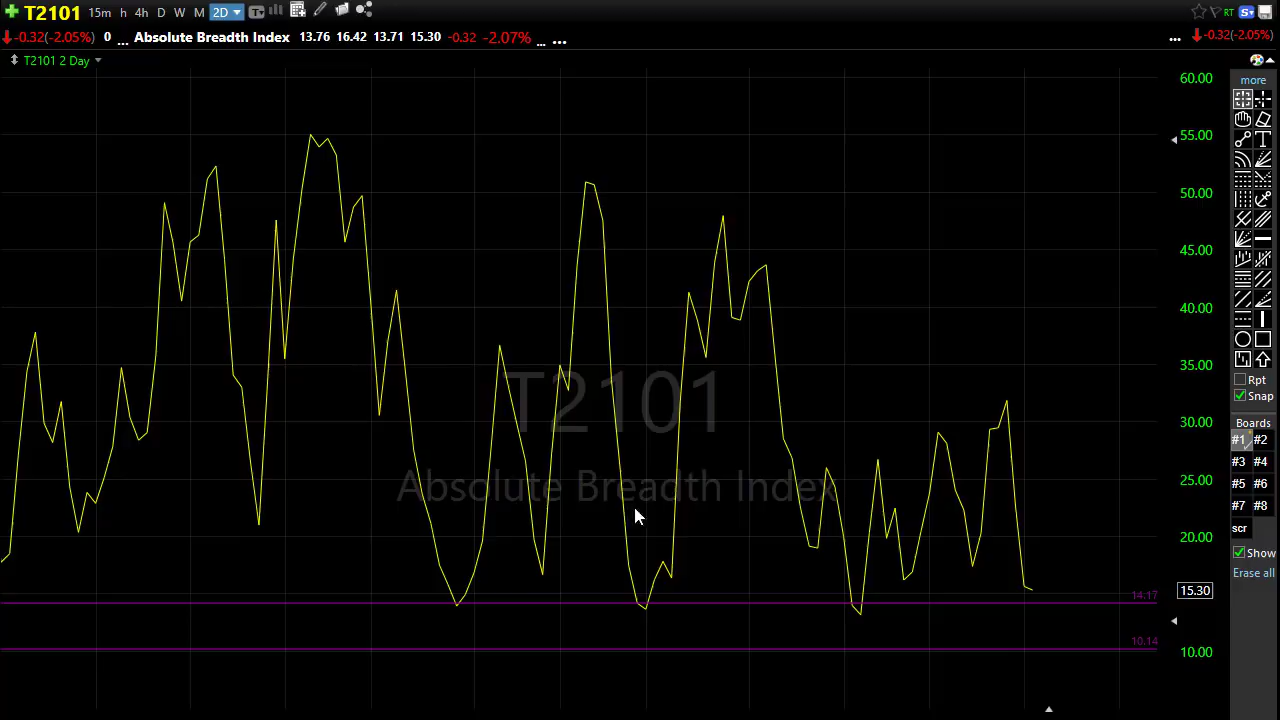 T2101 15m h 4h D W M 2D T RT S
-0.32(-2.05%) 0 ... Absolute Breadth Index 13.76 16.42 13.71 15.30 -0.32 -2.07% ... ... ... -0.32(-2.05%)
T2101 2 Day
more
60.00
55.00
50.00
45.00
40.00
35.00
30.00
25.00
20.00
15.30
10.00
14.17
10.14
T2101
Absolute Breadth Index
T
Rpt
Snap
Boards
#1 #2
#3 #4
#5 #6
#7 #8
scr
Show
Erase all